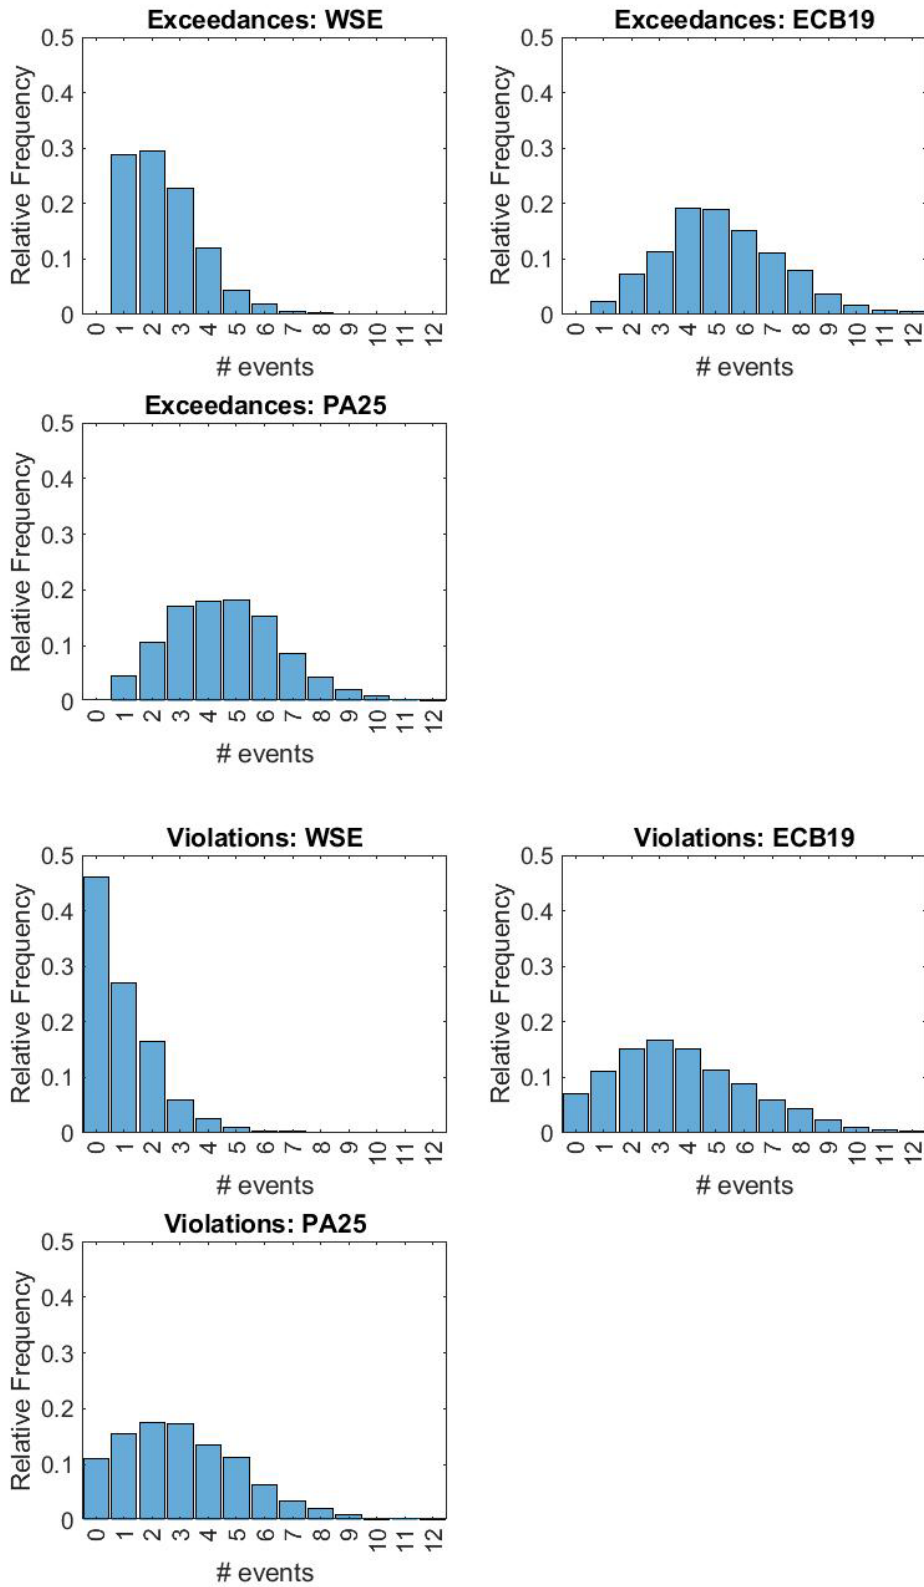 Exceedances: WSE
Relative Frequency
0.5
0.4
0.3
0.2
0.1
0
0 1 2 3 4 5 6 7 8 9 10 11 12
# events
Exceedances: ECB19
Relative Frequency
0.5
0.4
0.3
0.2
0.1
0
0 1 2 3 4 5 6 7 8 9 10 11 12
# events
Exceedances: PA25
Relative Frequency
0.5
0.4
0.3
0.2
0.1
0
0 1 2 3 4 5 6 7 8 9 10 11 12
# events
Violations: WSE
Relative Frequency
0.5
0.4
0.3
0.2
0.1
0
0 1 2 3 4 5 6 7 8 9 10 11 12
# events
Violations: ECB19
Relative Frequency
0.5
0.4
0.3
0.2
0.1
0
0 1 2 3 4 5 6 7 8 9 10 11 12
# events
Violations: PA25
Relative Frequency
0.5
0.4
0.3
0.2
0.1
0
0 1 2 3 4 5 6 7 8 9 10 11 12
# events